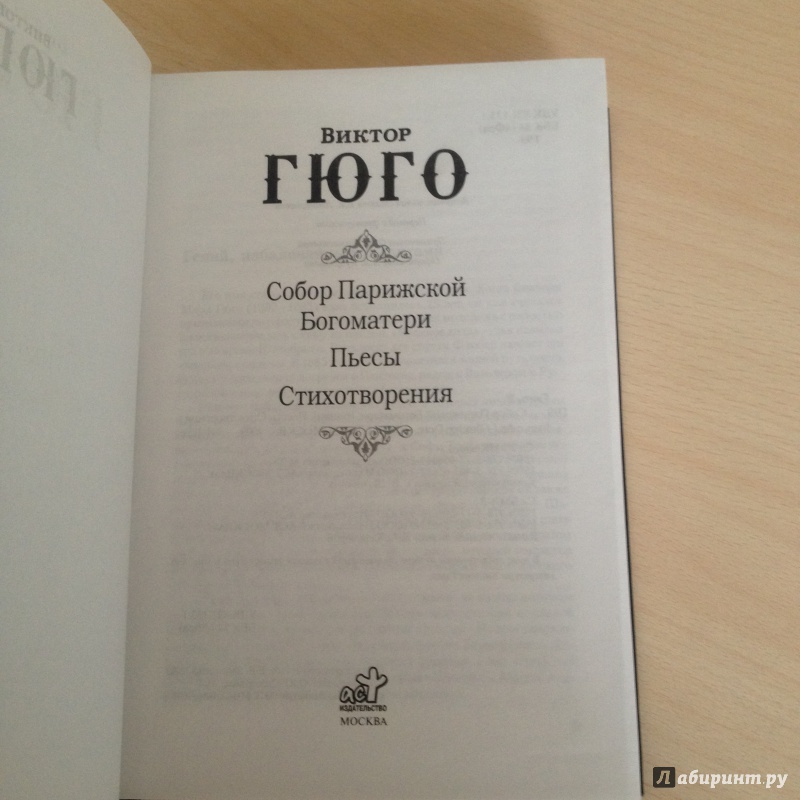 Виктор
ГЮГО
Собор Парижской
Богоматери
Пьесы
Стихотворения
аст
ИЗДАТЕЛЬСТВО
МОСКВА
Лабиринт.ру